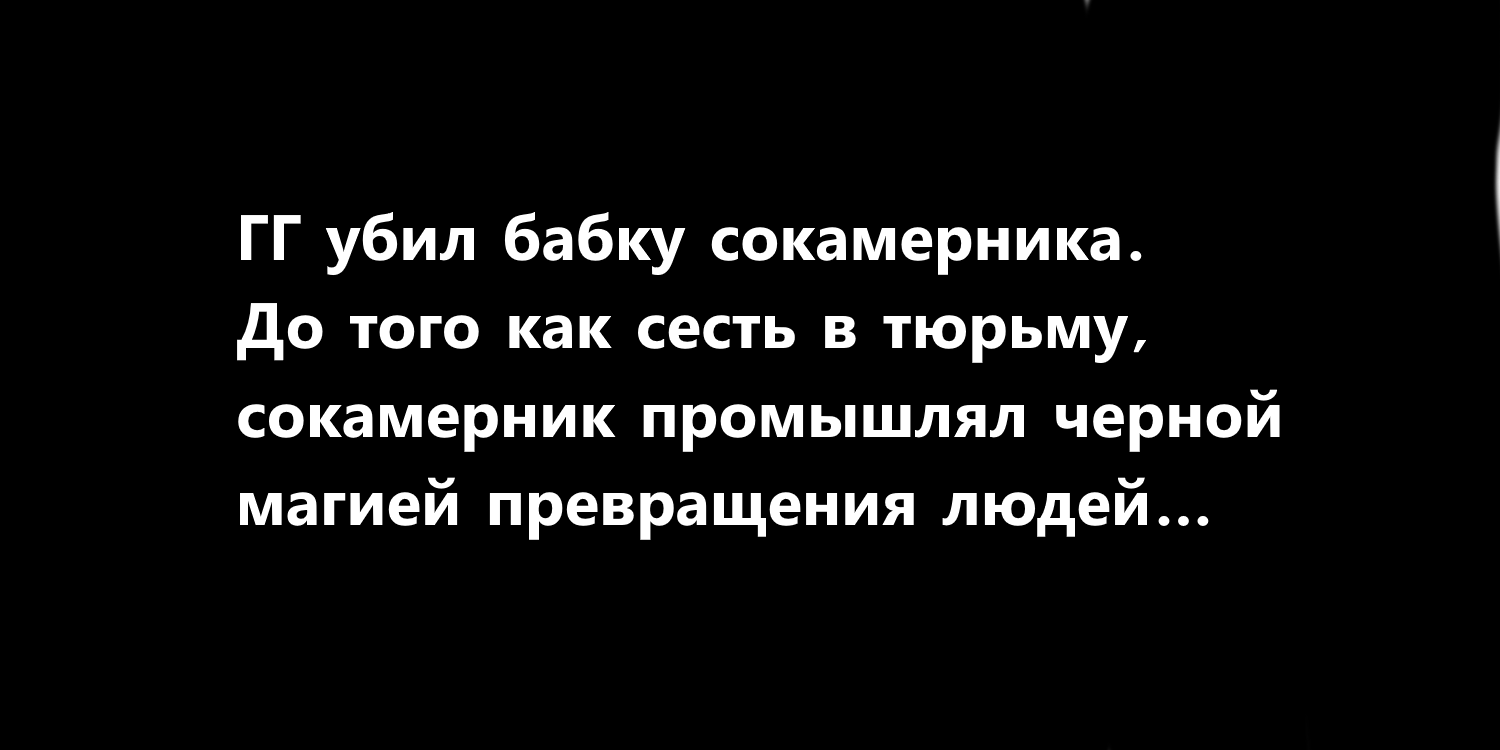 ГГ убил бабку сокамерника.
До того как сесть в тюрьму,
сокамерник промышлял черной
магией превращения людей...